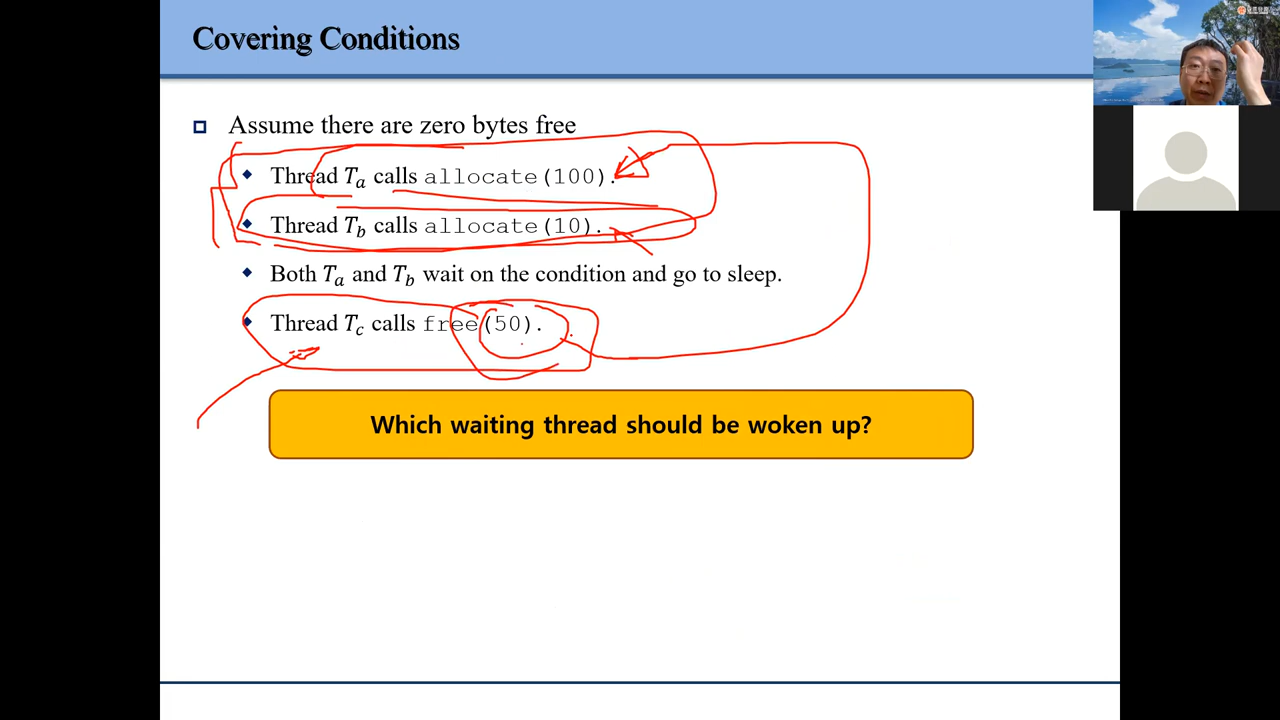 Covering Conditions
Assume there are zero bytes free
Thread Ta calls allocate(100).
Thread Tb calls allocate(10).
Both Ta and Tb wait on the condition and go to sleep.
Thread Tc calls free(50).
Which waiting thread should be woken up?